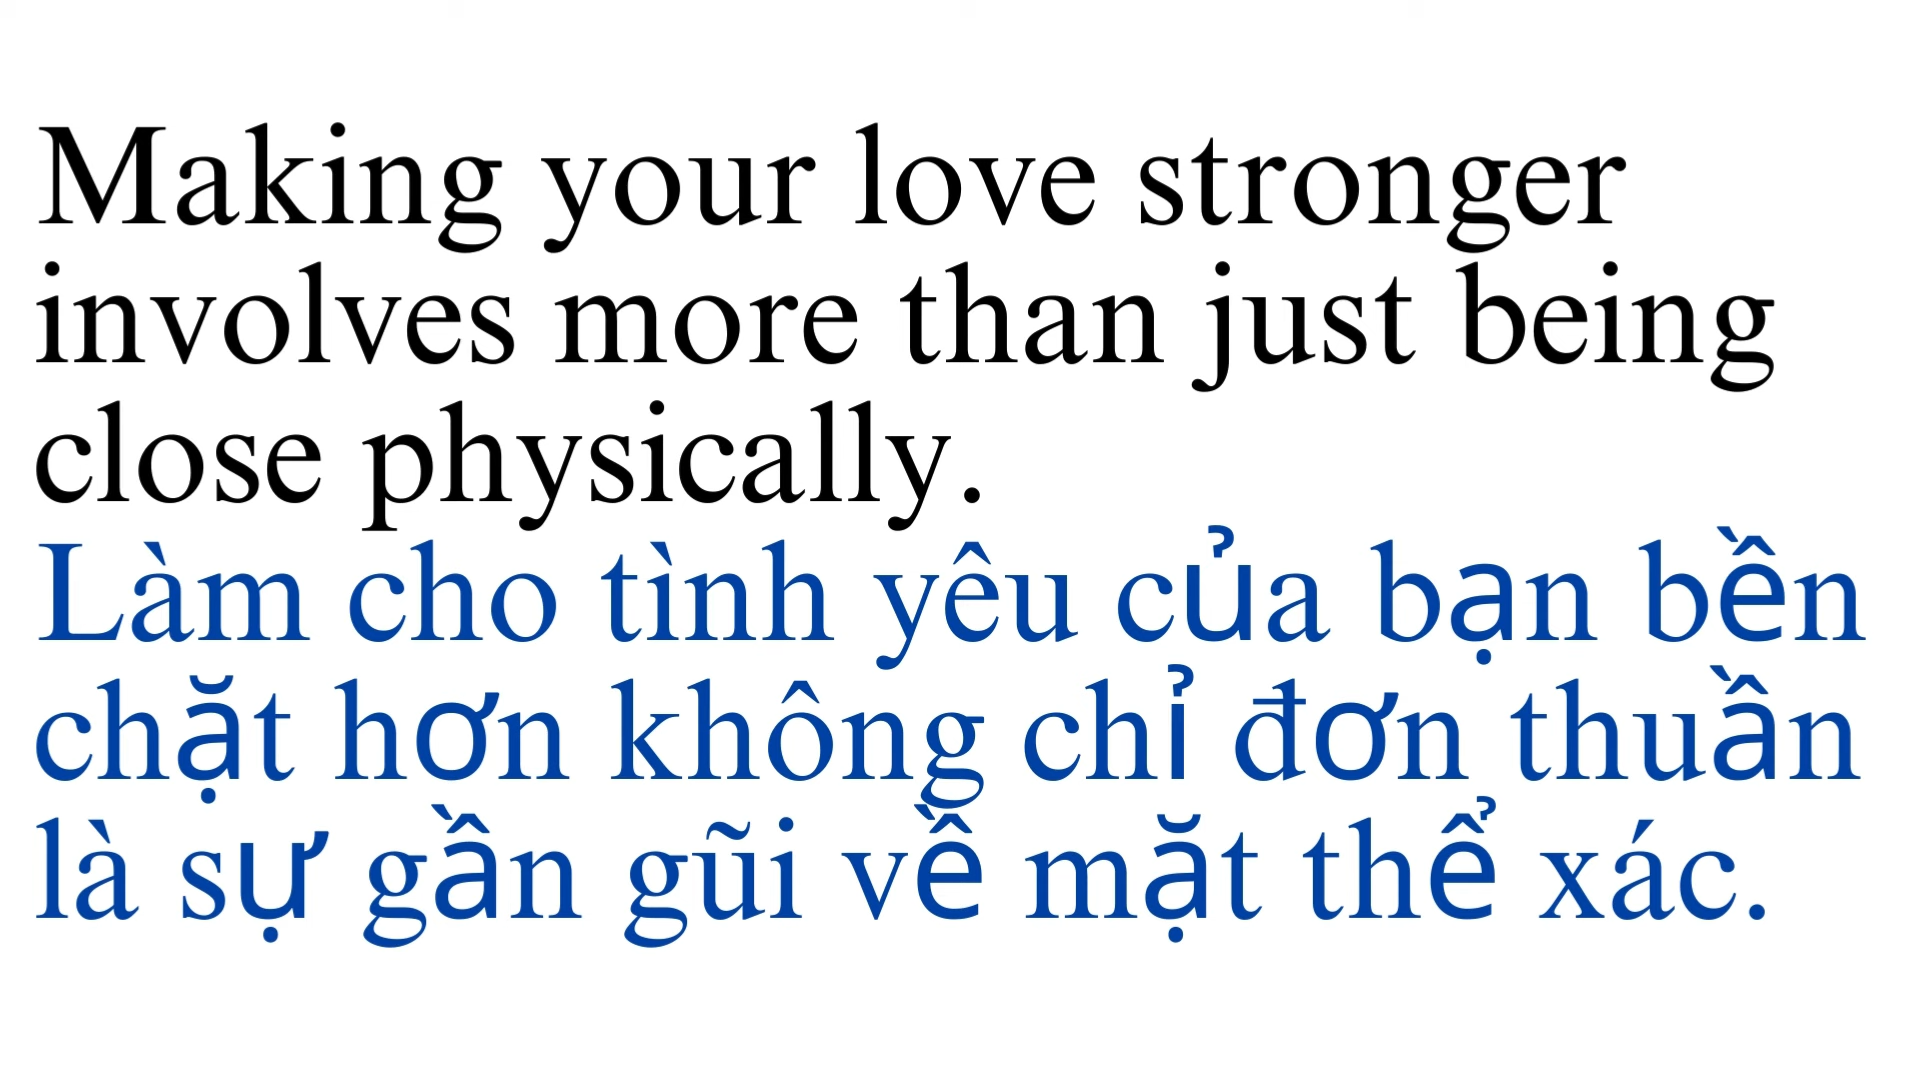 Making your love stronger
involves more than just being
close physically.
Làm cho tình yêu của bạn bền
chặt hơn không chỉ đơn thuần
là sự gần gũi về mặt thể xác.